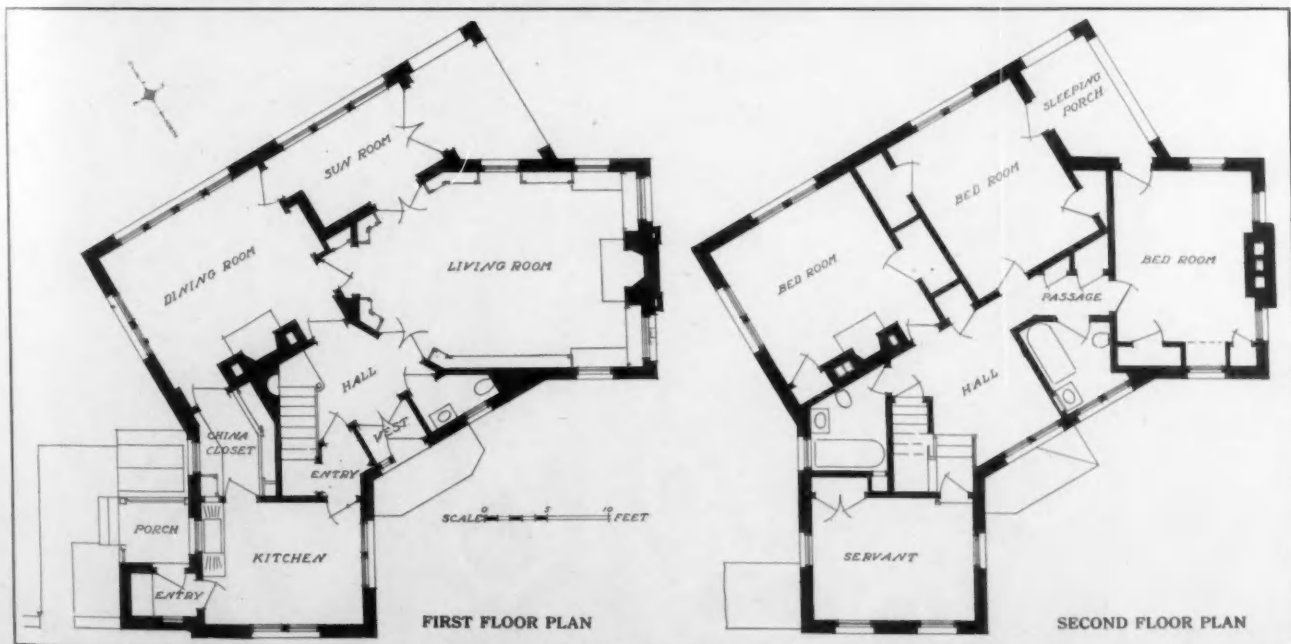 SUN ROOM
DINING ROOM
LIVING ROOM
HALL
CHINA
CLOSET
VEST
ENTRY
PORCH
KITCHEN
ENTRY
SCALE 0 5 10 FEET
FIRST FLOOR PLAN
SLEEPING
PORCH
BED ROOM
BED ROOM
BED ROOM
PASSAGE
HALL
SERVANT
SECOND FLOOR PLAN